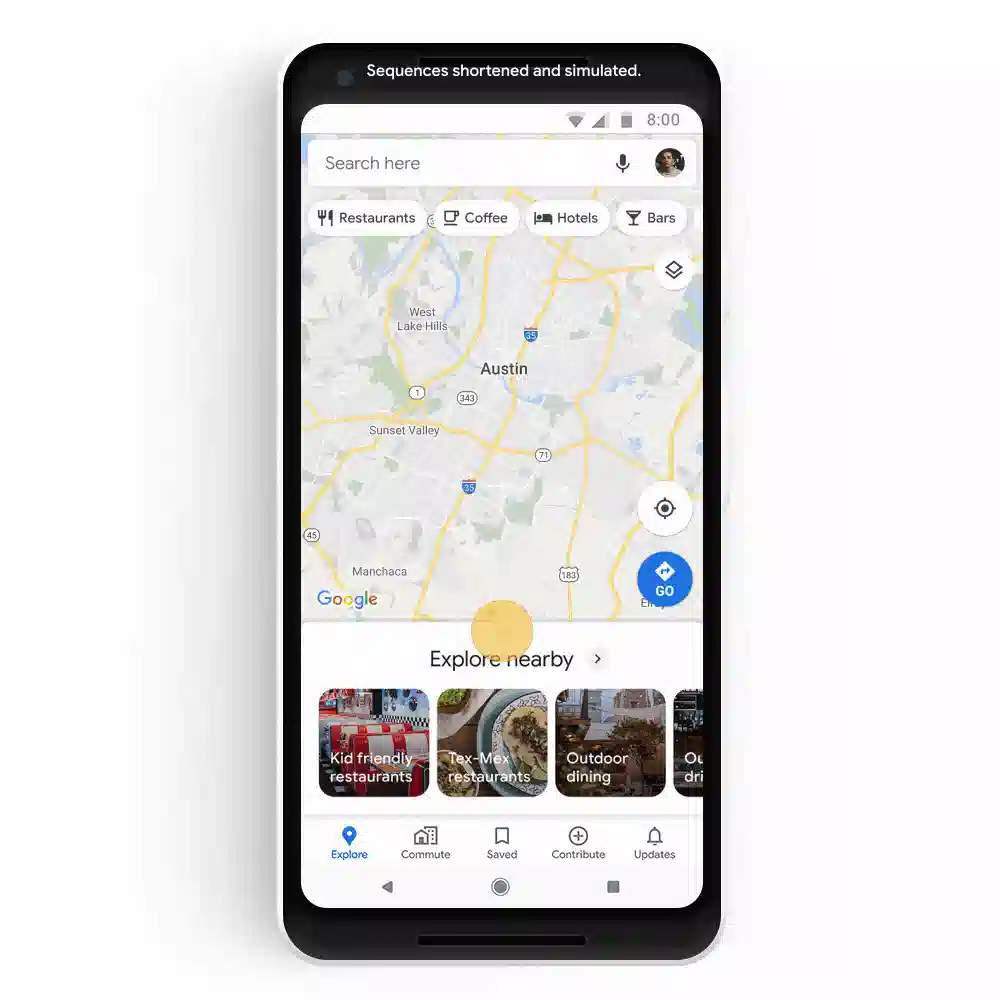 Sequences shortened and simulated.
8:00
Search here
Restaurants
Coffee
Hotels
Bars
West
Lake Hills
35
Austin
1
343
Sunset Valley
71
35
45
Manchaca
183
GO
Google
Explore nearby
Kid friendly
restaurants
Tex-Mex
restaurants
Outdoor
dining
Ou
dri
Explore
Commute
Saved
Contribute
Updates